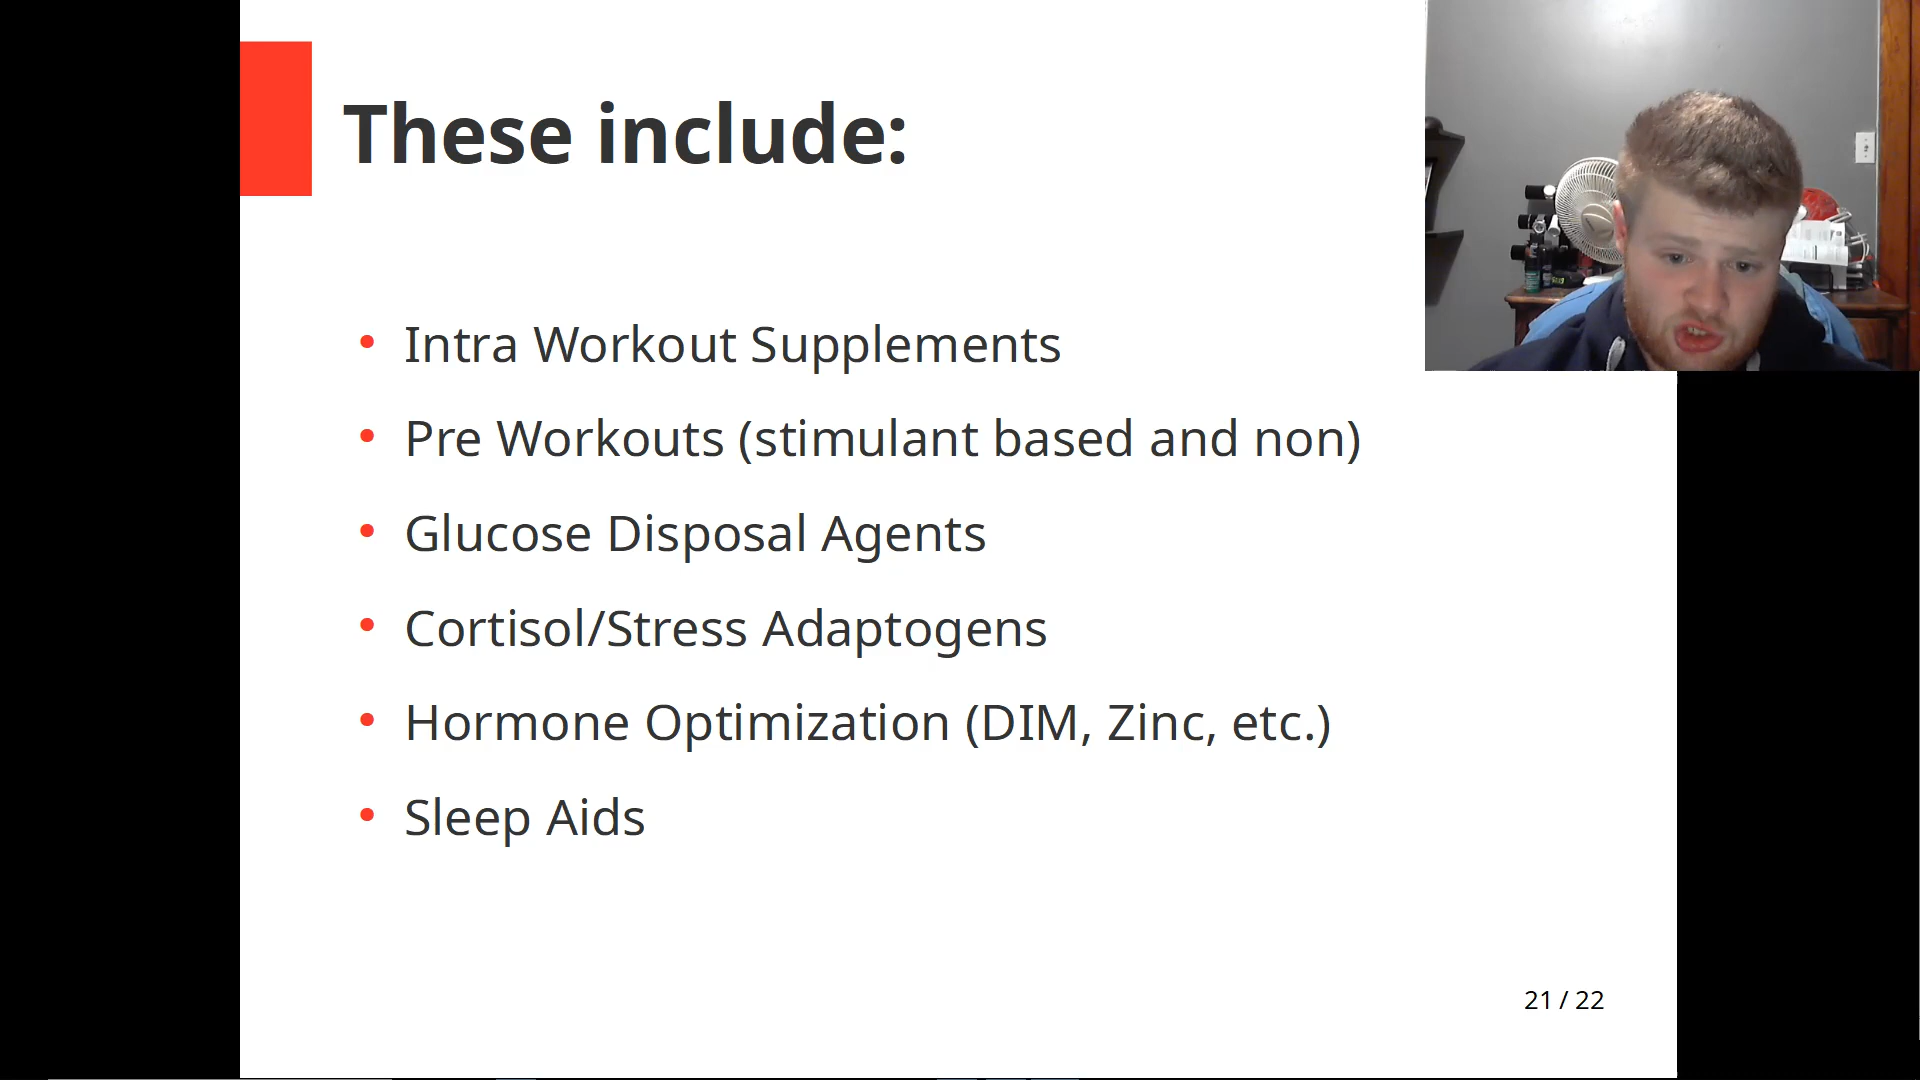 These include:
• Intra Workout Supplements
• Pre Workouts (stimulant based and non)
• Glucose Disposal Agents
• Cortisol/Stress Adaptogens
• Hormone Optimization (DIM, Zinc, etc.)
• Sleep Aids
21 / 22